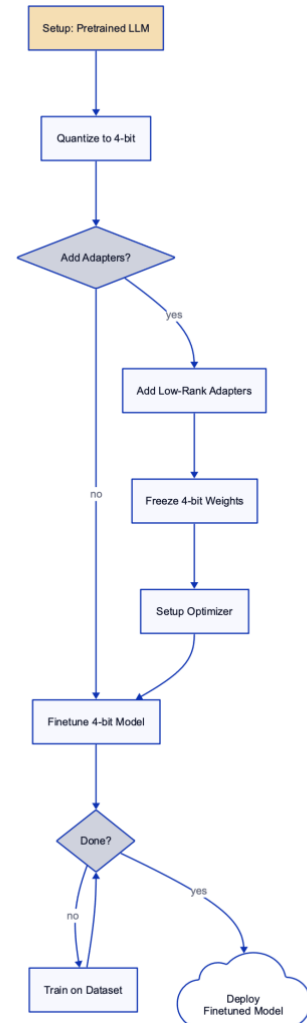 Setup: Pretrained LLM
Quantize to 4-bit
Add Adapters?
yes
Add Low-Rank Adapters
no
Freeze 4-bit Weights
Setup Optimizer
Finetune 4-bit Model
Done?
yes
no
Train on Dataset
Deploy
Finetuned Model